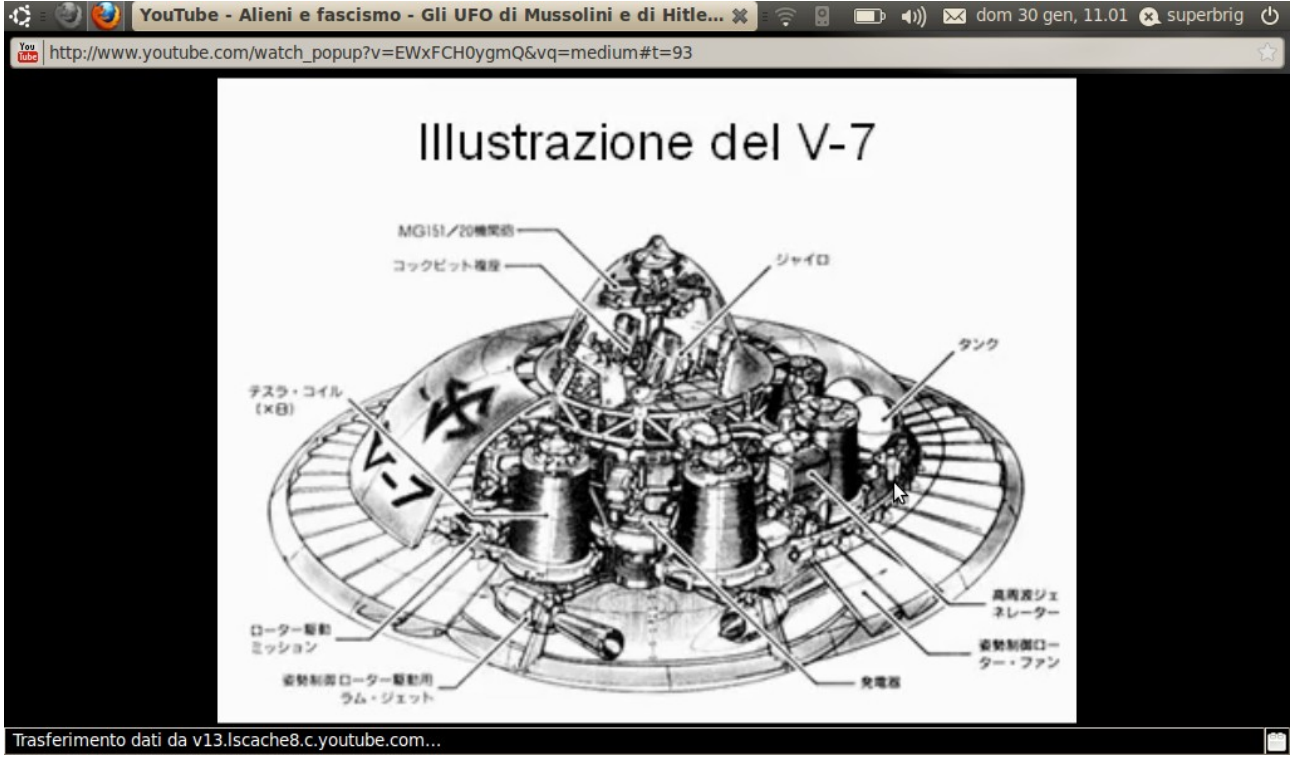 YouTube - Alieni e fascismo - Gli UFO di Mussolini e di Hitle...
dom 30 gen, 11.01
superbrig
You
Tube
http://www.youtube.com/watch_popup?v=EWxFCH0ygmQ&vq=medium#t=93
Illustrazione del V-7
MG151/20機関砲
コックピット複座
ジャイロ
タンク
テスラ・コイル
(×8)
V-7
高周波ジェ
ネレーター
ローター駆動
ミッション
姿勢制御ロー
ター・ファン
姿勢制御ローター駆動用
ラム・ジェット
発電器
Trasferimento dati da v13.lscache8.c.youtube.com...